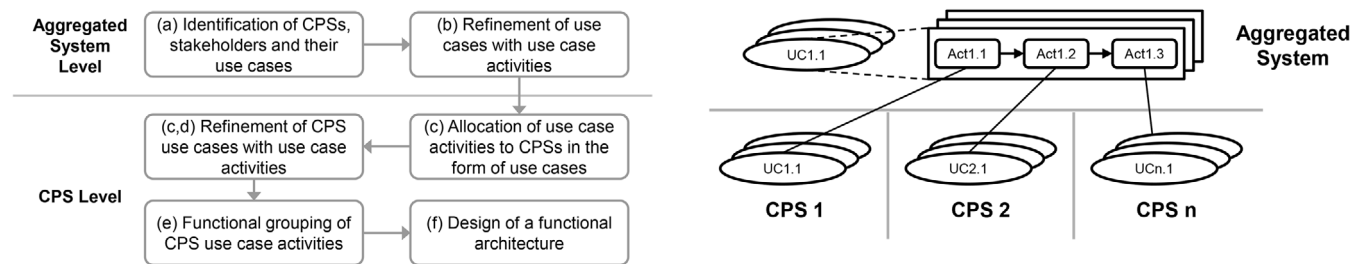 Aggregated
System
Level
(a) Identification of CPSs,
stakeholders and their
use cases
(b) Refinement of use
cases with use case
activities
(c,d) Refinement of CPS
use cases with use case
activities
(c) Allocation of use case
activities to CPSs in the
form of use cases
CPS Level
(e) Functional grouping of
CPS use case activities
(f) Design of a functional
architecture
UC1.1
Act1.1
Act1.2
Act1.3
Aggregated
System
UC1.1
UC2.1
UCn.1
CPS 1
CPS 2
CPS n